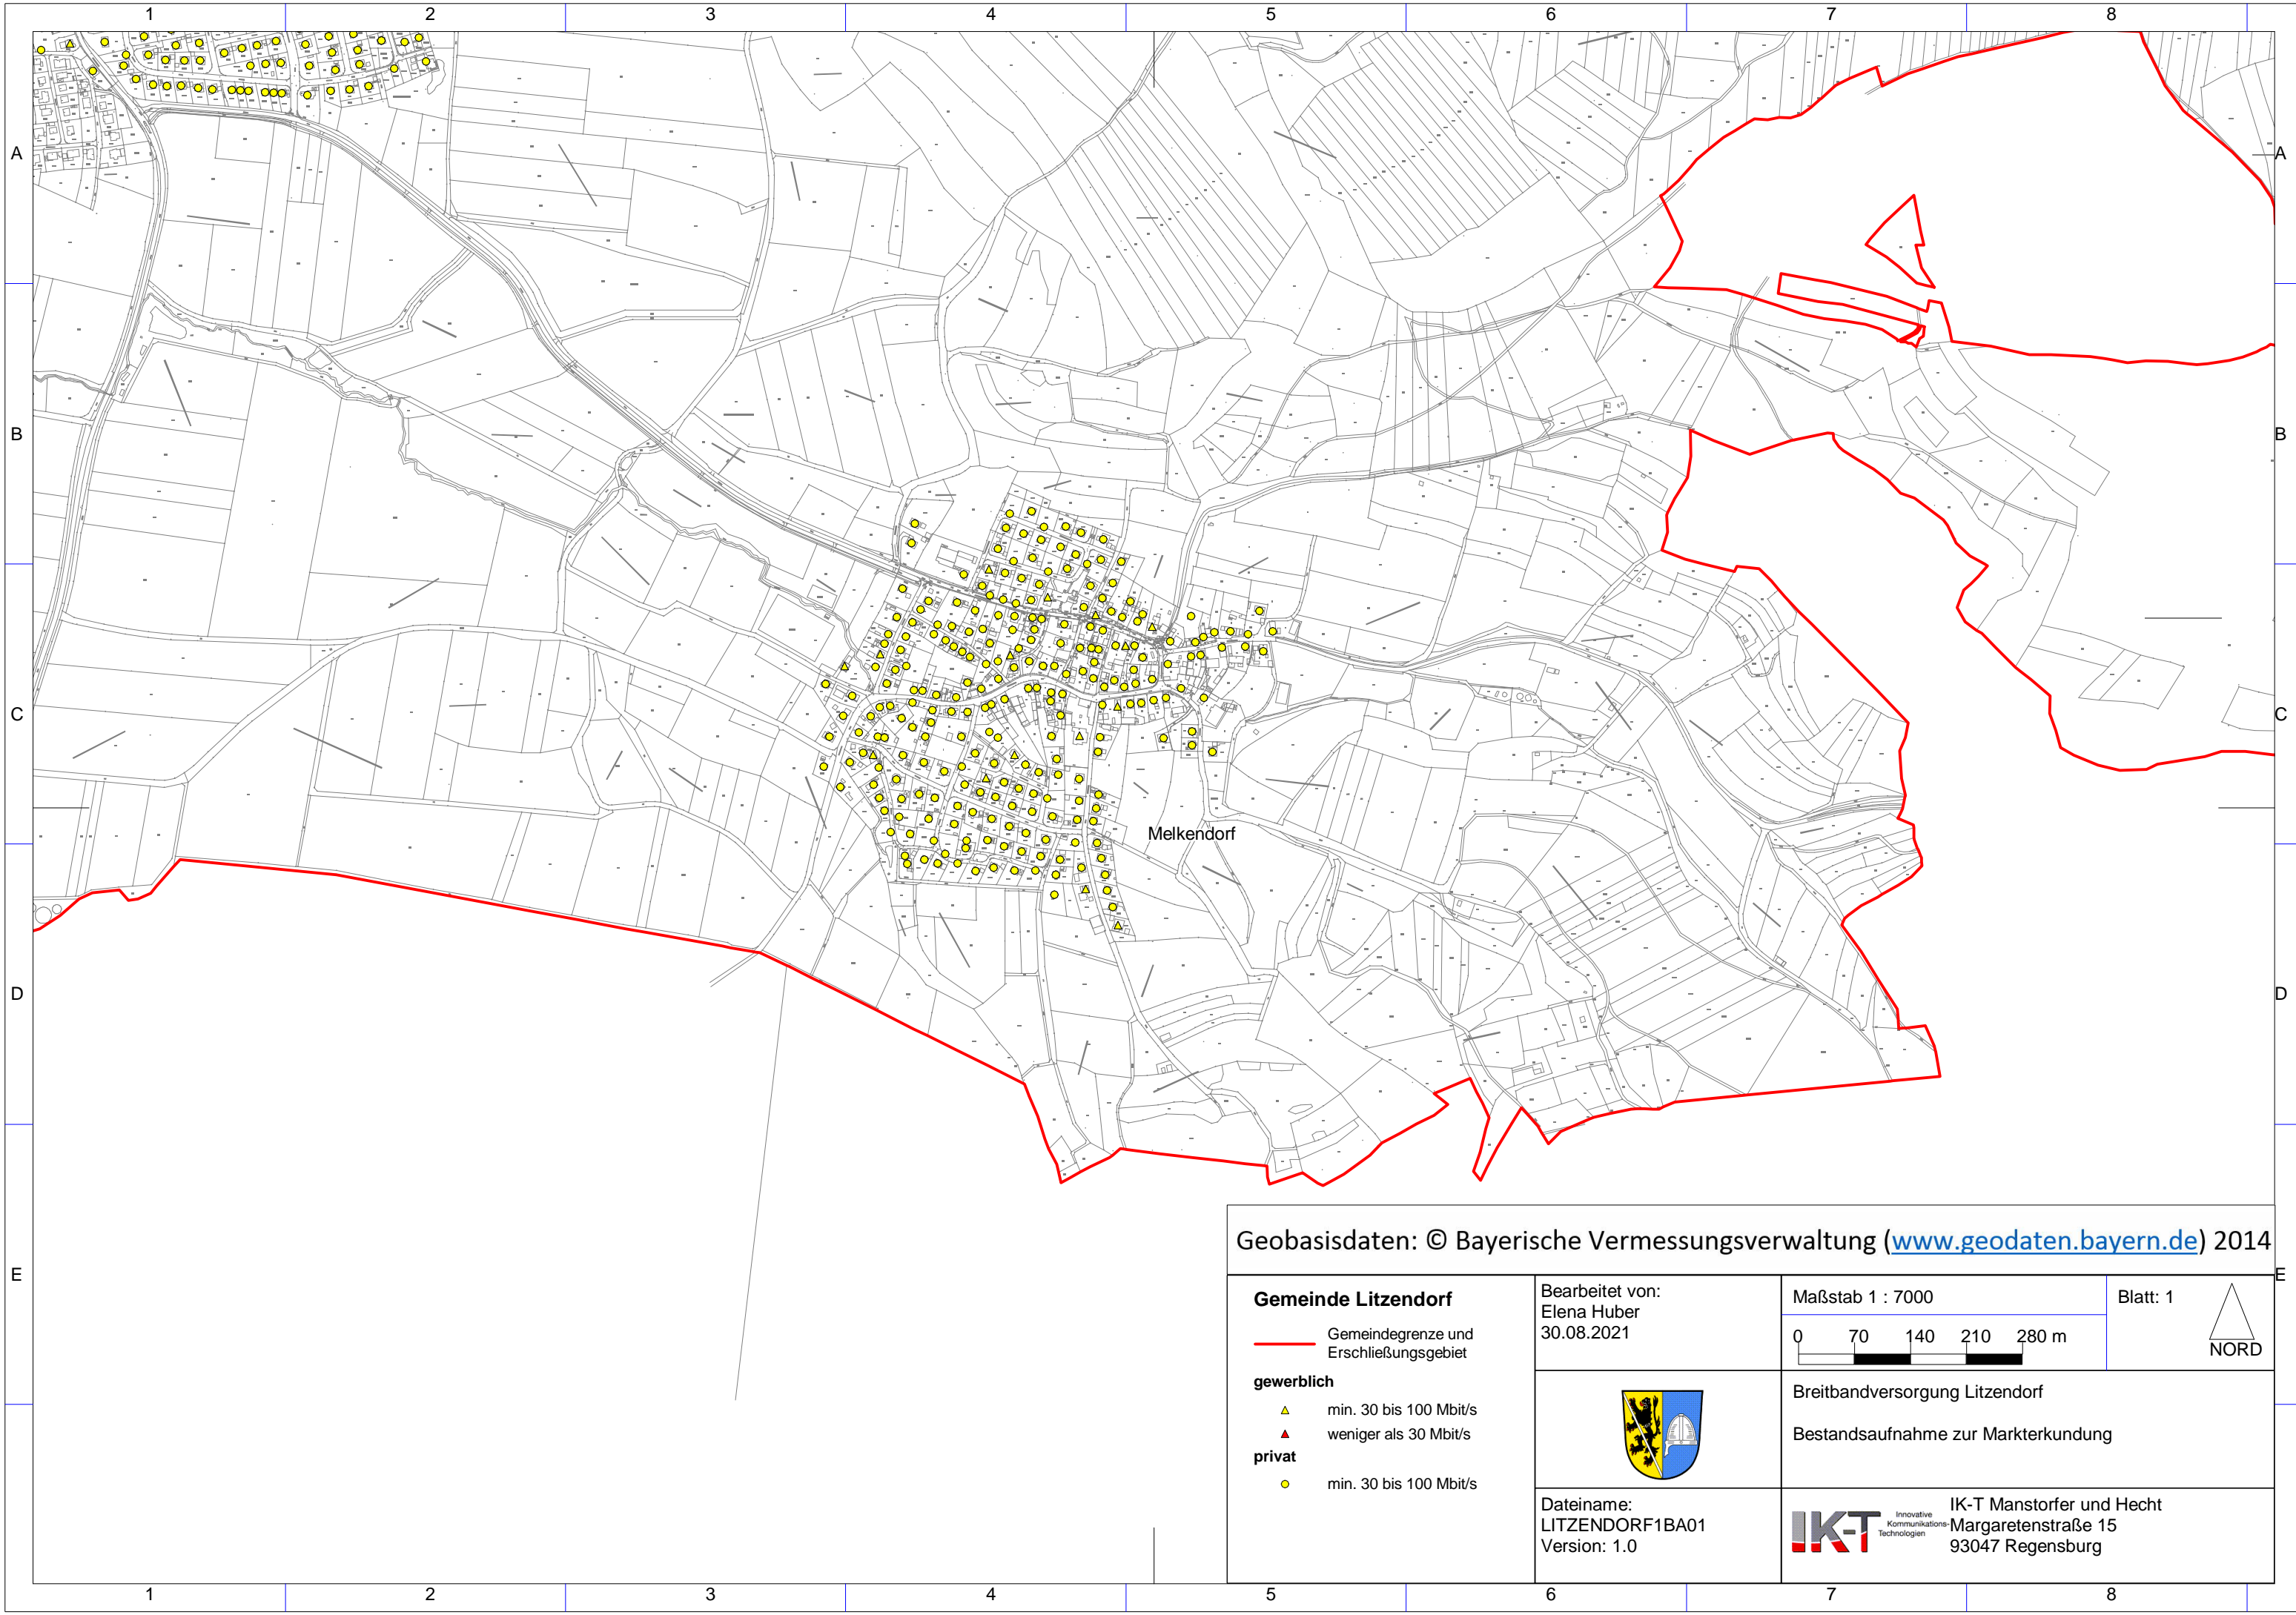 1 2 3 4 5 6 7 8
A A
B B
C C
Melkendorf
D D
E E
Geobasisdaten: © Bayerische Vermessungsverwaltung (www.geodaten.bayern.de) 2014
Gemeinde Litzendorf
Gemeindegrenze und
Erschließungsgebiet
gewerblich
min. 30 bis 100 Mbit/s
weniger als 30 Mbit/s
privat
min. 30 bis 100 Mbit/s
Bearbeitet von:
Elena Huber
30.08.2021
Maßstab 1 : 7000
0 70 140 210 280 m
Blatt: 1
NORD
Breitbandversorgung Litzendorf
Bestandsaufnahme zur Markterkundung
Dateiname:
LITZENDORF1BA01
Version: 1.0
IK-T
Innovative
Kommunikations-
Technologien
IK-T Manstorfer und Hecht
Margaretenstraße 15
93047 Regensburg
1 2 3 4 5 6 7 8